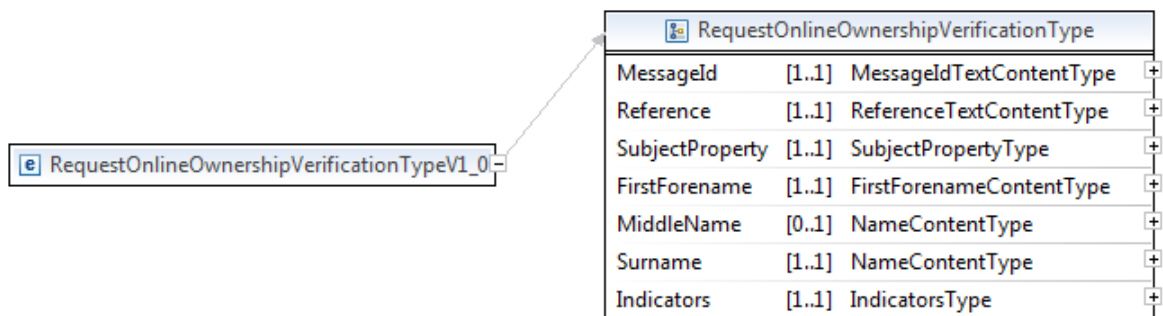 RequestOnlineOwnershipVerificationType
MessageId [1..1] MessageIdTextContentType
Reference [1..1] ReferenceTextContentType
SubjectProperty [1..1] SubjectPropertyType
e RequestOnlineOwnershipVerificationTypeV1_0
FirstForename [1..1] FirstForenameContentType
MiddleName [0..1] NameContentType
Surname [1..1] NameContentType
Indicators [1..1] IndicatorsType